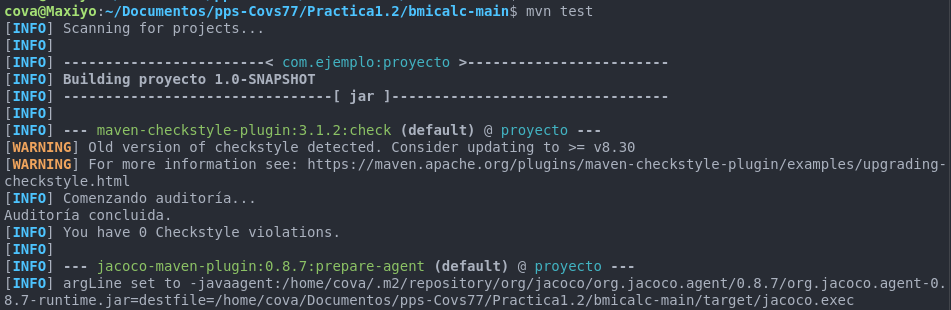 cova@Maxiyo:~/Documentos/pps-Covs77/Practica1.2/bmicalc-main$ mvn test
[INFO] Scanning for projects...
[INFO]
[INFO] ------------------------< com.ejemplo:proyecto >------------------------
[INFO] Building proyecto 1.0-SNAPSHOT
[INFO] --------------------------------[ jar ]---------------------------------
[INFO]
[INFO] --- maven-checkstyle-plugin:3.1.2:check (default) @ proyecto ---
[WARNING] Old version of checkstyle detected. Consider updating to >= v8.30
[WARNING] For more information see: https://maven.apache.org/plugins/maven-checkstyle-plugin/examples/upgrading-
checkstyle.html
[INFO] Comenzando auditoría...
Auditoría concluida.
[INFO] You have 0 Checkstyle violations.
[INFO]
[INFO] --- jacoco-maven-plugin:0.8.7:prepare-agent (default) @ proyecto ---
[INFO] argLine set to -javaagent:/home/cova/.m2/repository/org/jacoco/org.jacoco.agent/0.8.7/org.jacoco.agent-0.
8.7-runtime.jar=destfile=/home/cova/Documentos/pps-Covs77/Practica1.2/bmicalc-main/target/jacoco.exec